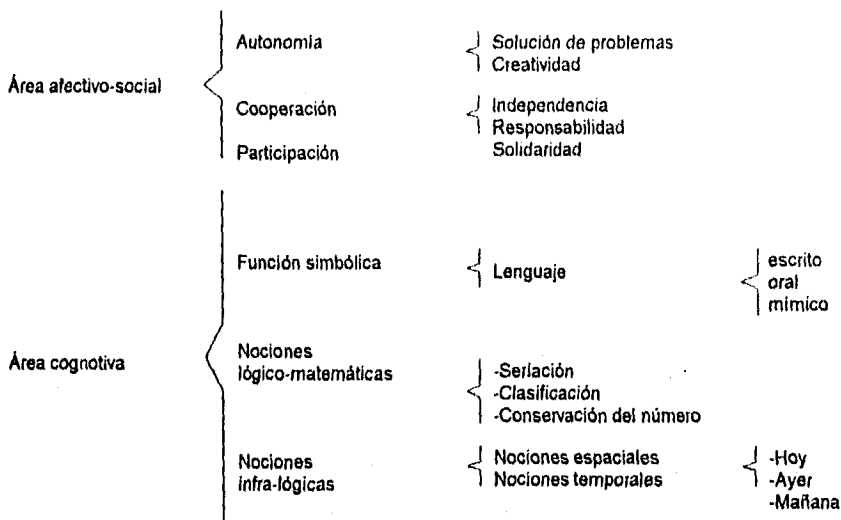 Área afectivo-social
Autonomía
Solución de problemas
Creatividad
Cooperación
Independencia
Responsabilidad
Participación
Solidaridad
Área cognotiva
Función simbólica
Lenguaje
escrito
oral
mímico
Nociones
lógico-matemáticas
-Seriación
-Clasificación
-Conservación del número
Nociones
infra-lógicas
Nociones espaciales
Nociones temporales
-Hoy
-Ayer
-Mañana